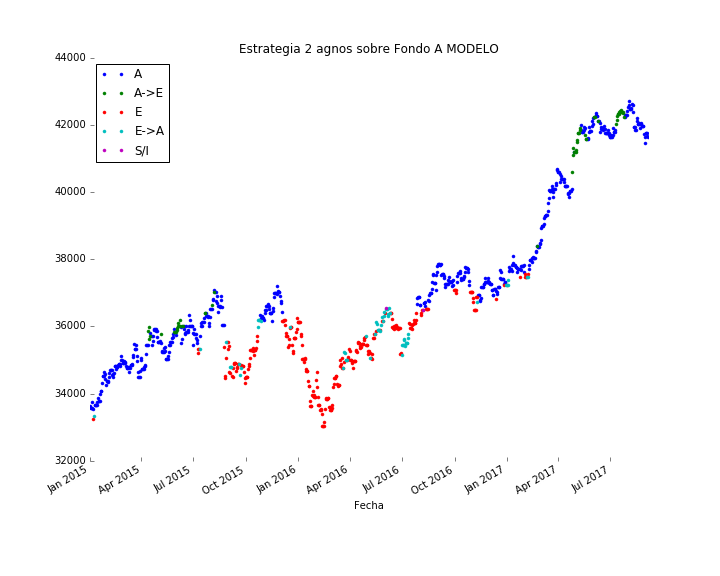 Estrategia 2 agnos sobre Fondo A MODELO
44000
42000
40000
38000
36000
34000
32000
A
A->E
E
E->A
S/I
Jan 2015
Apr 2015
Jul 2015
Oct 2015
Jan 2016
Apr 2016
Jul 2016
Oct 2016
Jan 2017
Apr 2017
Jul 2017
Fecha